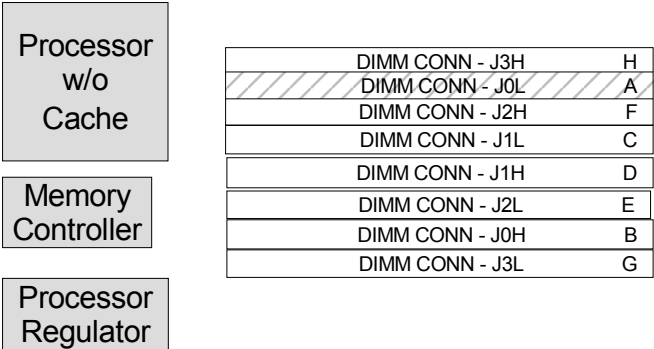 Processor
w/o
Cache
Memory
Controller
Processor
Regulator
DIMM CONN - J3H H
DIMM CONN - J0L A
DIMM CONN - J2H F
DIMM CONN - J1L C
DIMM CONN - J1H D
DIMM CONN - J2L E
DIMM CONN - J0H B
DIMM CONN - J3L G